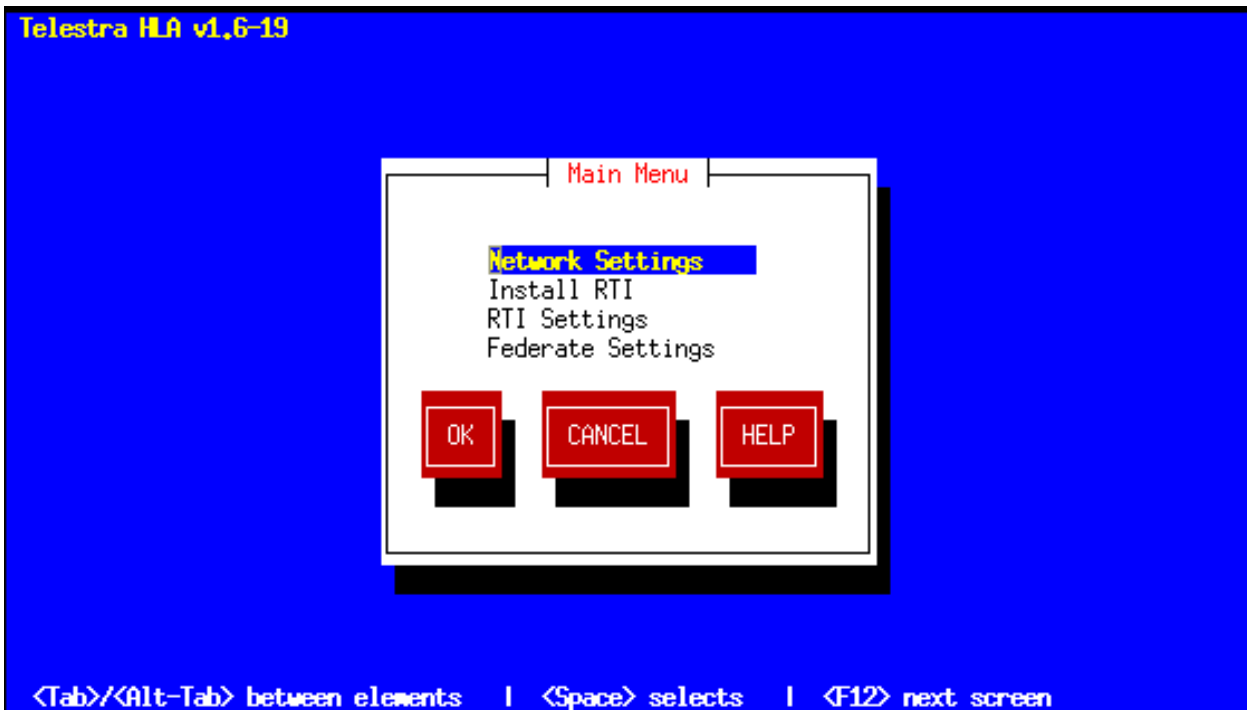 Telestra HLA v1.6-19
Main Menu
Network Settings
Install RTI
RTI Settings
Federate Settings
OK CANCEL HELP
<Tab>/<Alt-Tab> between elements | <Space> selects | <F12> next screen